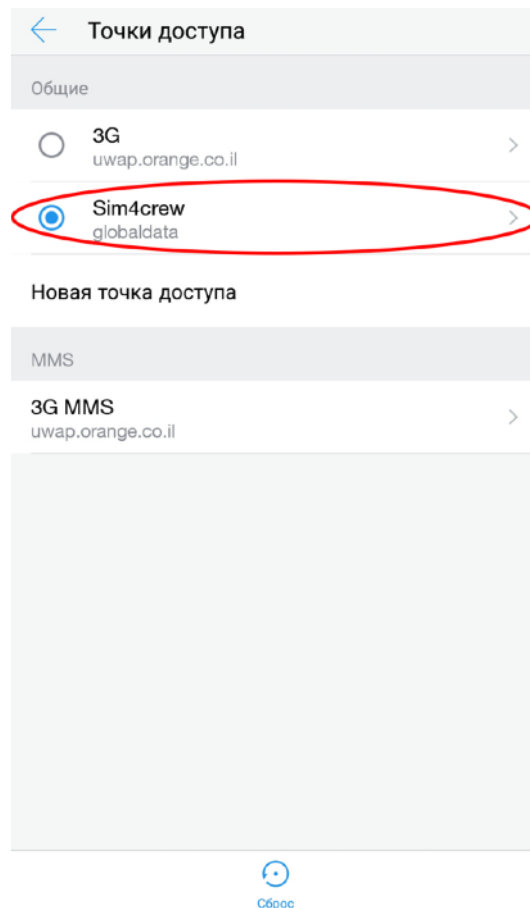 Точки доступа
Общие
3G
uwap.orange.co.il
Sim4crew
globaldata
Новая точка доступа
MMS
3G MMS
uwap.orange.co.il
Сброс